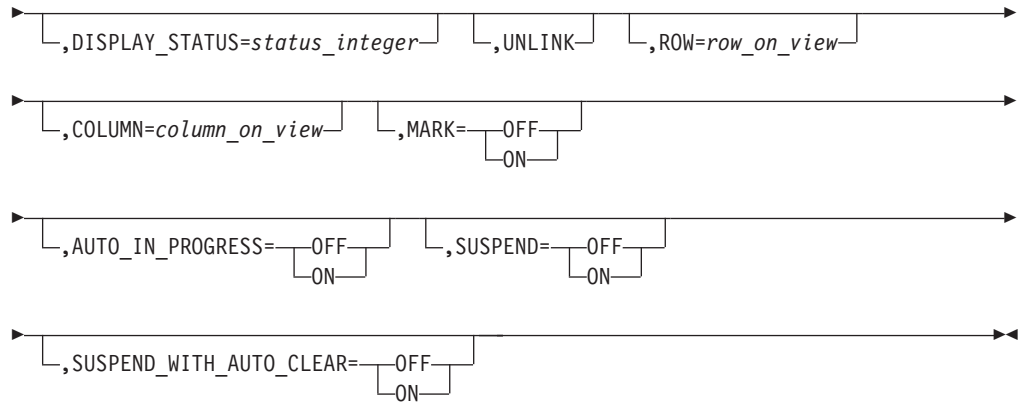 ,DISPLAY_STATUS=status_integer ,UNLINK ,ROW=row_on_view
,COLUMN=column_on_view ,MARK= OFF
ON
,AUTO_IN_PROGRESS= OFF ,SUSPEND= OFF
ON ON
,SUSPEND_WITH_AUTO_CLEAR= OFF
ON